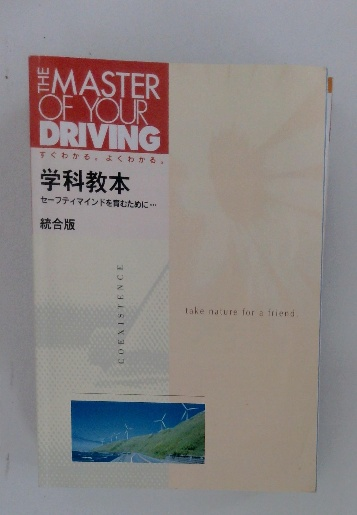 THE MASTER
OF YOUR
DRIVING
すぐわかる。よくわかる。
学科教本
セーフティマインドを育むために…
統合版
COEXISTENCE
take nature for a friend